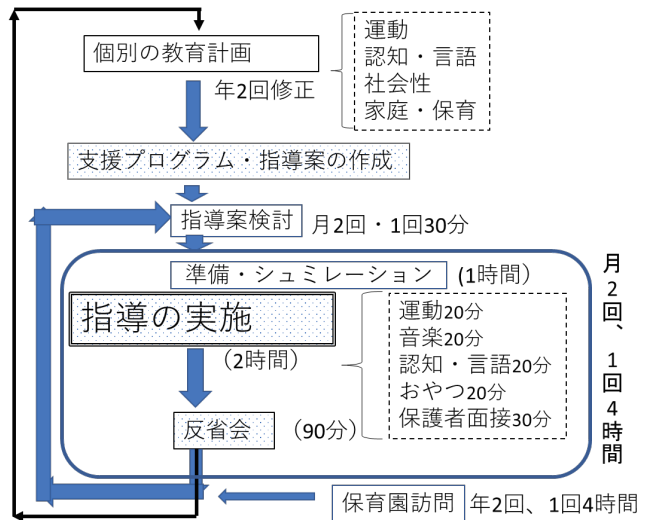 個別の教育計画
運動
認知・言語
社会性
家庭・保育
年2回修正
支援プログラム・指導案の作成
指導案検討
月2回・1回30分
準備・シュミレーション
(1時間)
指導の実施
(2時間)
運動20分
音楽20分
認知・言語20分
おやつ20分
保護者面接30分
反省会
(90分)
月2回、1回4時間
保育園訪問
年2回、1回4時間